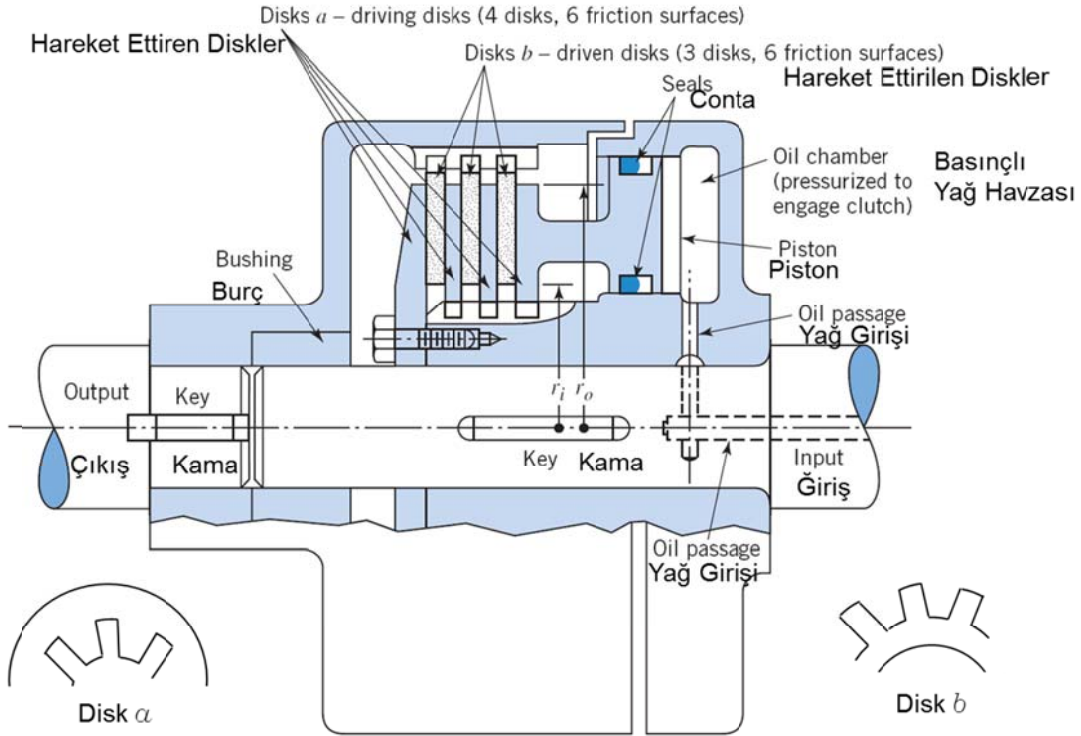 Disks a – driving disks (4 disks, 6 friction surfaces)
Hareket Ettiren Diskler
Disks b – driven disks (3 disks, 6 friction surfaces)
Hareket Ettirilen Diskler
Seals
Conta
Oil chamber
(pressurized to
engage clutch)
Basınçlı
Yağ Havzası
Piston
Piston
Bushing
Burç
Oil passage
Yağ Girişi
Output
Key
ri
ro
Çıkış
Kama
Key
Kama
Input
Ğiriş
Oil passage
Yağ Girişi
Disk a
Disk b